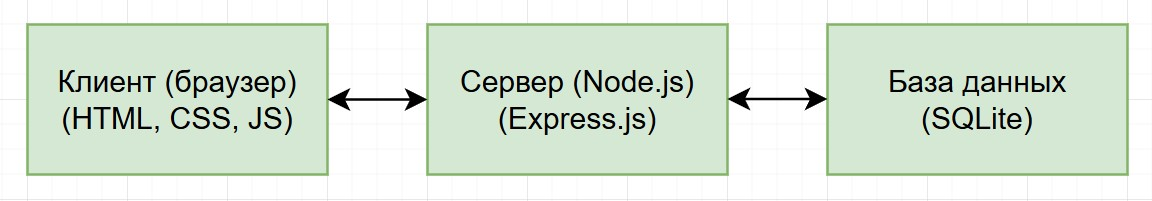 Клиент (браузер)
(HTML, CSS, JS)
Сервер (Node.js)
(Express.js)
База данных
(SQLite)